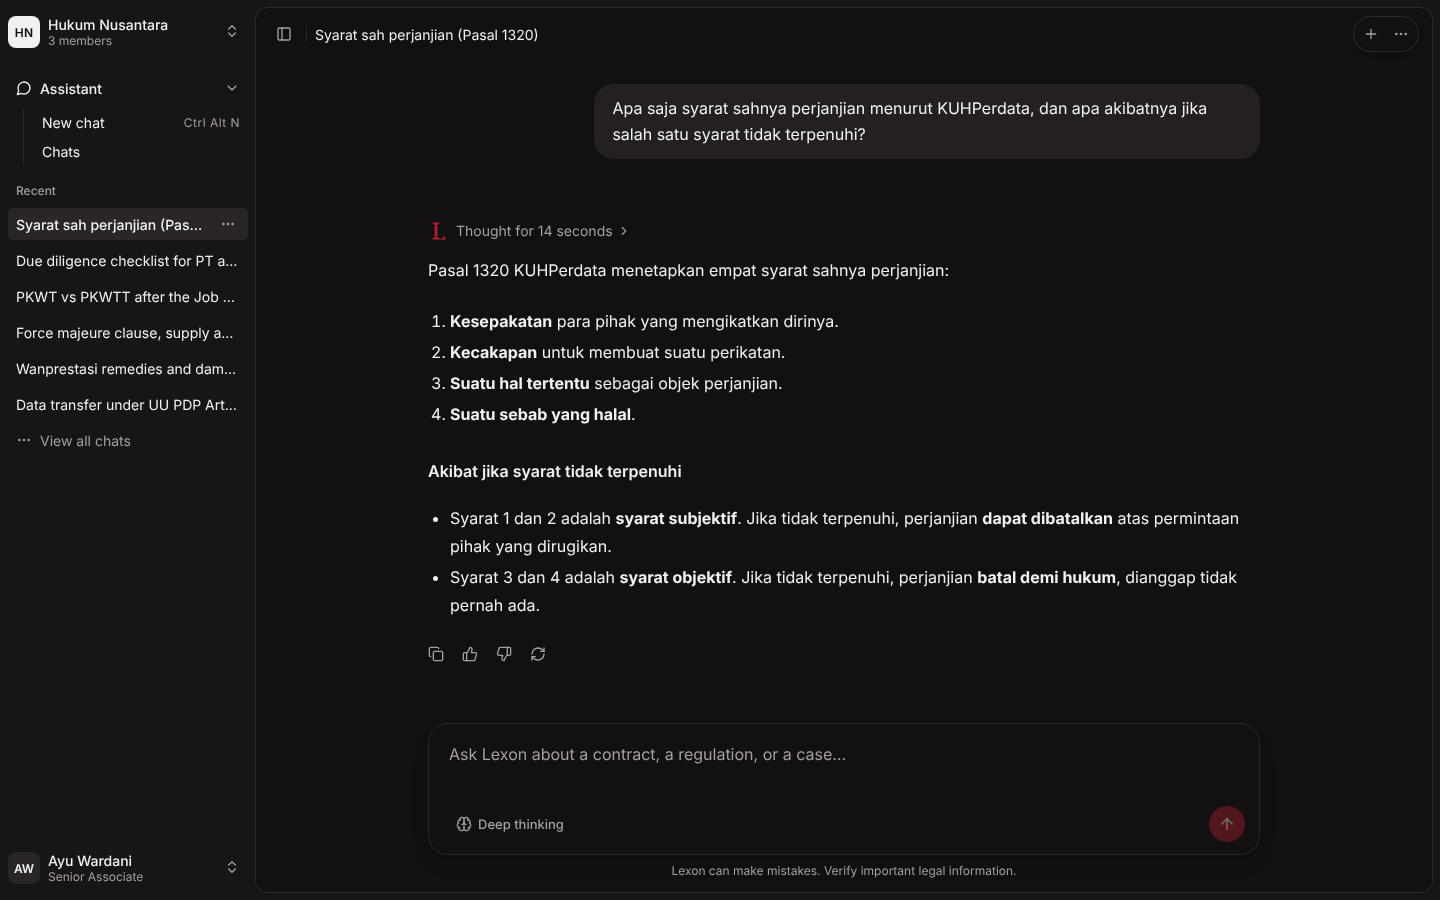 HN
Hukum Nusantara
3 members
Assistant
New chat
Ctrl Alt N
Chats
Recent
Syarat sah perjanjian (Pas...
Due diligence checklist for PT a...
PKWT vs PKWTT after the Job ...
Force majeure clause, supply a...
Wanprestasi remedies and dam...
Data transfer under UU PDP Art...
View all chats
AW
Ayu Wardani
Senior Associate
Syarat sah perjanjian (Pasal 1320)
Apa saja syarat sahnya perjanjian menurut KUHPerdata, dan apa akibatnya jika
salah satu syarat tidak terpenuhi?
L
Thought for 14 seconds
Pasal 1320 KUHPerdata menetapkan empat syarat sahnya perjanjian:
1. Kesepakatan para pihak yang mengikatkan dirinya.
2. Kecakapan untuk membuat suatu perikatan.
3. Suatu hal tertentu sebagai objek perjanjian.
4. Suatu sebab yang halal.
Akibat jika syarat tidak terpenuhi
• Syarat 1 dan 2 adalah syarat subjektif. Jika tidak terpenuhi, perjanjian dapat dibatalkan atas permintaan
pihak yang dirugikan.
• Syarat 3 dan 4 adalah syarat objektif. Jika tidak terpenuhi, perjanjian batal demi hukum, dianggap tidak
pernah ada.
Ask Lexon about a contract, a regulation, or a case...
Deep thinking
Lexon can make mistakes. Verify important legal information.